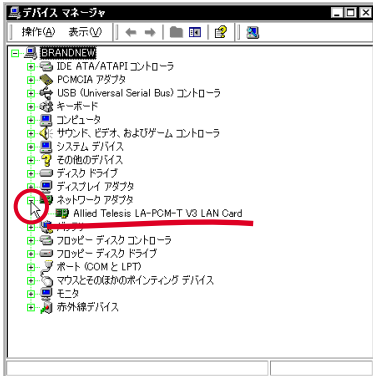 デバイス マネージャ
操作(A) 表示(V)
BRANDNEW
IDE ATA/ATAPI コントローラ
PCMCIA アダプタ
USB (Universal Serial Bus) コントローラ
キーボード
コンピュータ
サウンド、ビデオ、およびゲーム コントローラ
システム デバイス
その他のデバイス
ディスク ドライブ
ディスプレイ アダプタ
ネットワーク アダプタ
Allied Telesis LA-PCM-T V3 LAN Card
フロッピー ディスク コントローラ
フロッピー ディスク ドライブ
ポート (COM と LPT)
マウスとそのほかのポインティング デバイス
モニタ
赤外線デバイス